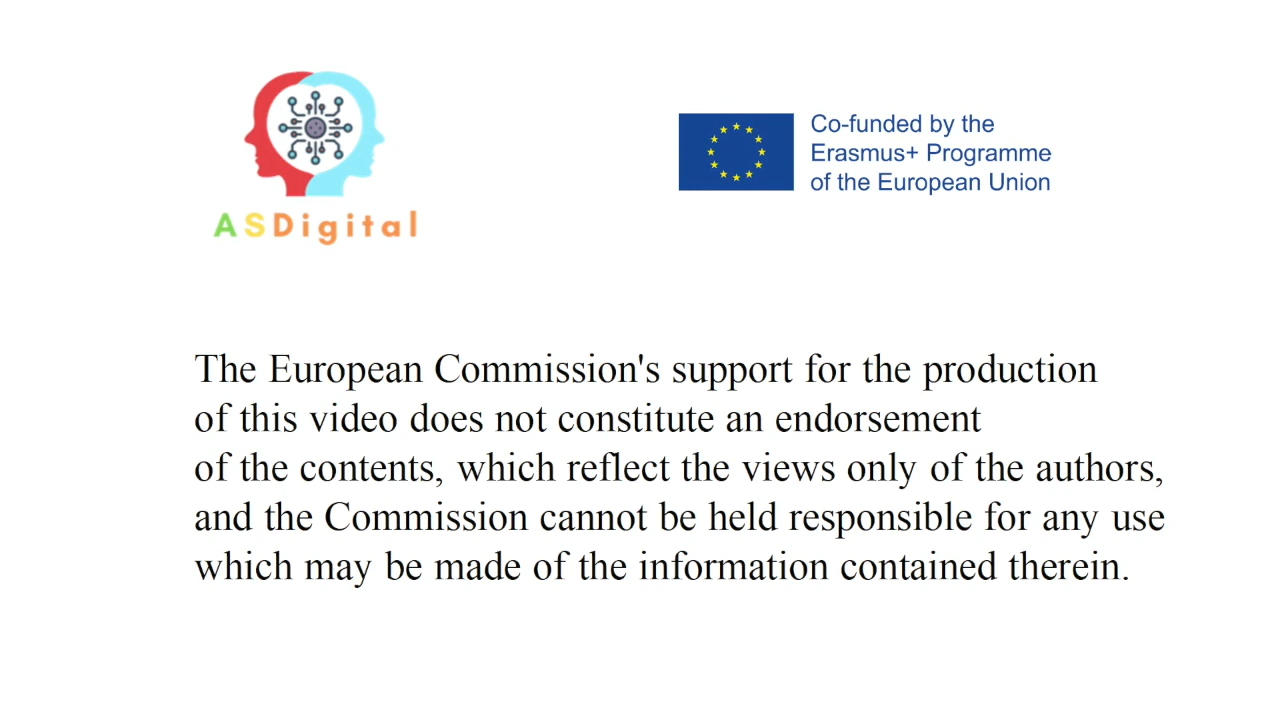 ASDigital
Co-funded by the
Erasmus+ Programme
of the European Union
The European Commission's support for the production
of this video does not constitute an endorsement
of the contents, which reflect the views only of the authors,
and the Commission cannot be held responsible for any use
which may be made of the information contained therein.